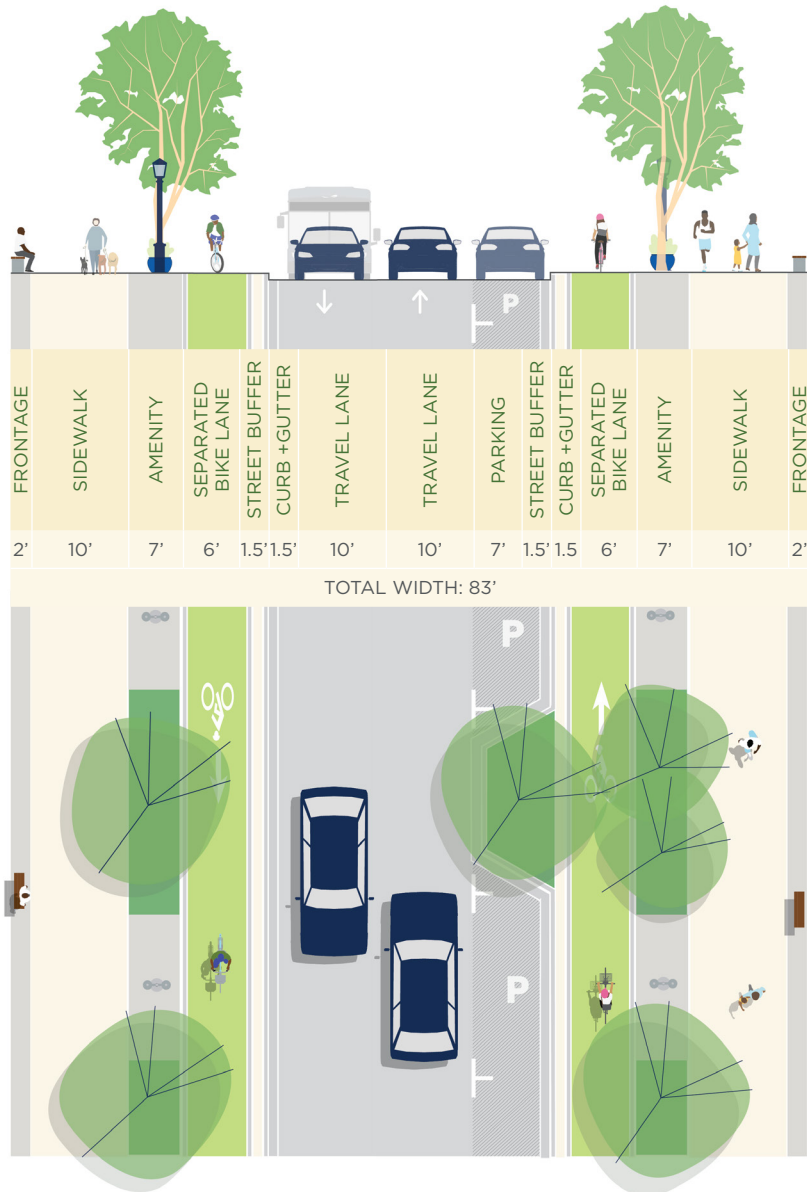 P
FRONTAGE
SIDEWALK
AMENITY
SEPARATED
BIKE LANE
STREET BUFFER
CURB +GUTTER
TRAVEL LANE
TRAVEL LANE
PARKING
STREET BUFFER
CURB +GUTTER
SEPARATED
BIKE LANE
AMENITY
SIDEWALK
FRONTAGE
2' 10' 7' 6' 1.5' 1.5' 10' 10' 7' 1.5' 1.5 6' 7' 10' 2'
TOTAL WIDTH: 83'
P
P